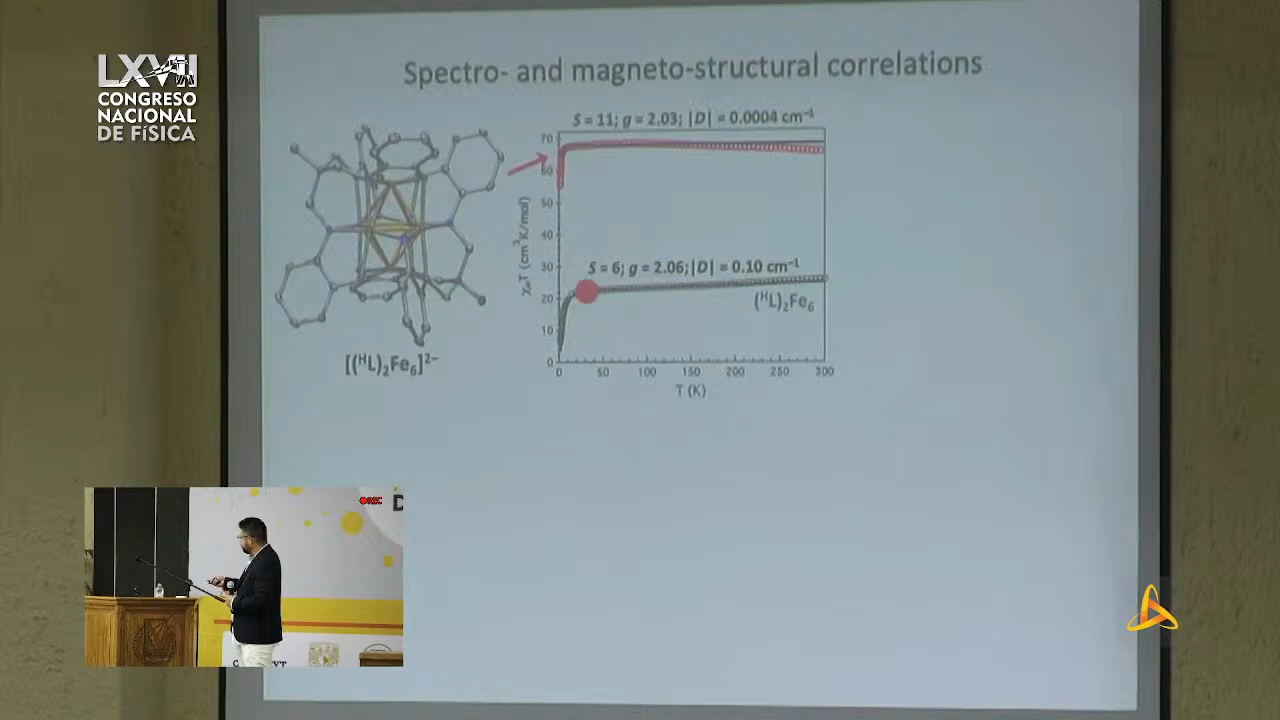 LXVII
CONGRESO
NACIONAL
DE FÍSICA
Spectro- and magneto-structural correlations
S = 11; g = 2.03; |D| = 0.0004 cm⁻¹
70
60
50
40
30
20
10
0
χₘT (cm³K/mol)
S = 6; g = 2.06; |D| = 0.10 cm⁻¹
(ᴴL)₂Fe₆
0 50 100 150 200 250 300
T (K)
[(ᴴL)₂Fe₆]²⁻
REC
D